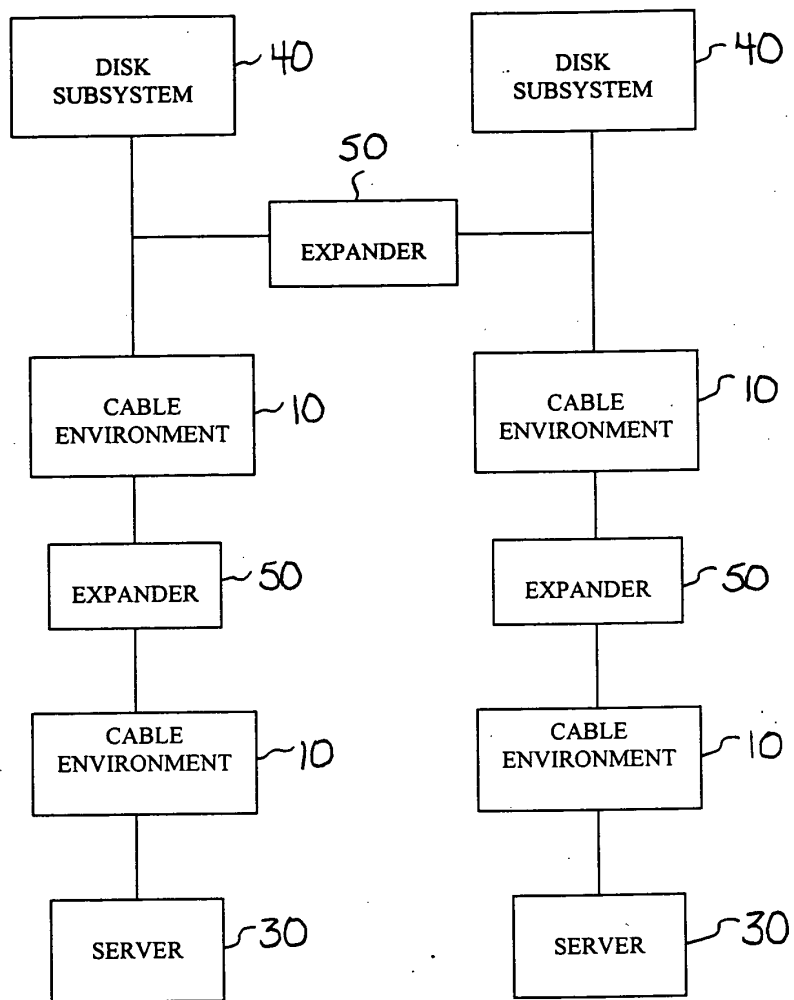 DISK
SUBSYSTEM
40
DISK
SUBSYSTEM
40
50
EXPANDER
CABLE
ENVIRONMENT
10
CABLE
ENVIRONMENT
10
EXPANDER
50
EXPANDER
50
CABLE
ENVIRONMENT
10
CABLE
ENVIRONMENT
10
SERVER
30
SERVER
30